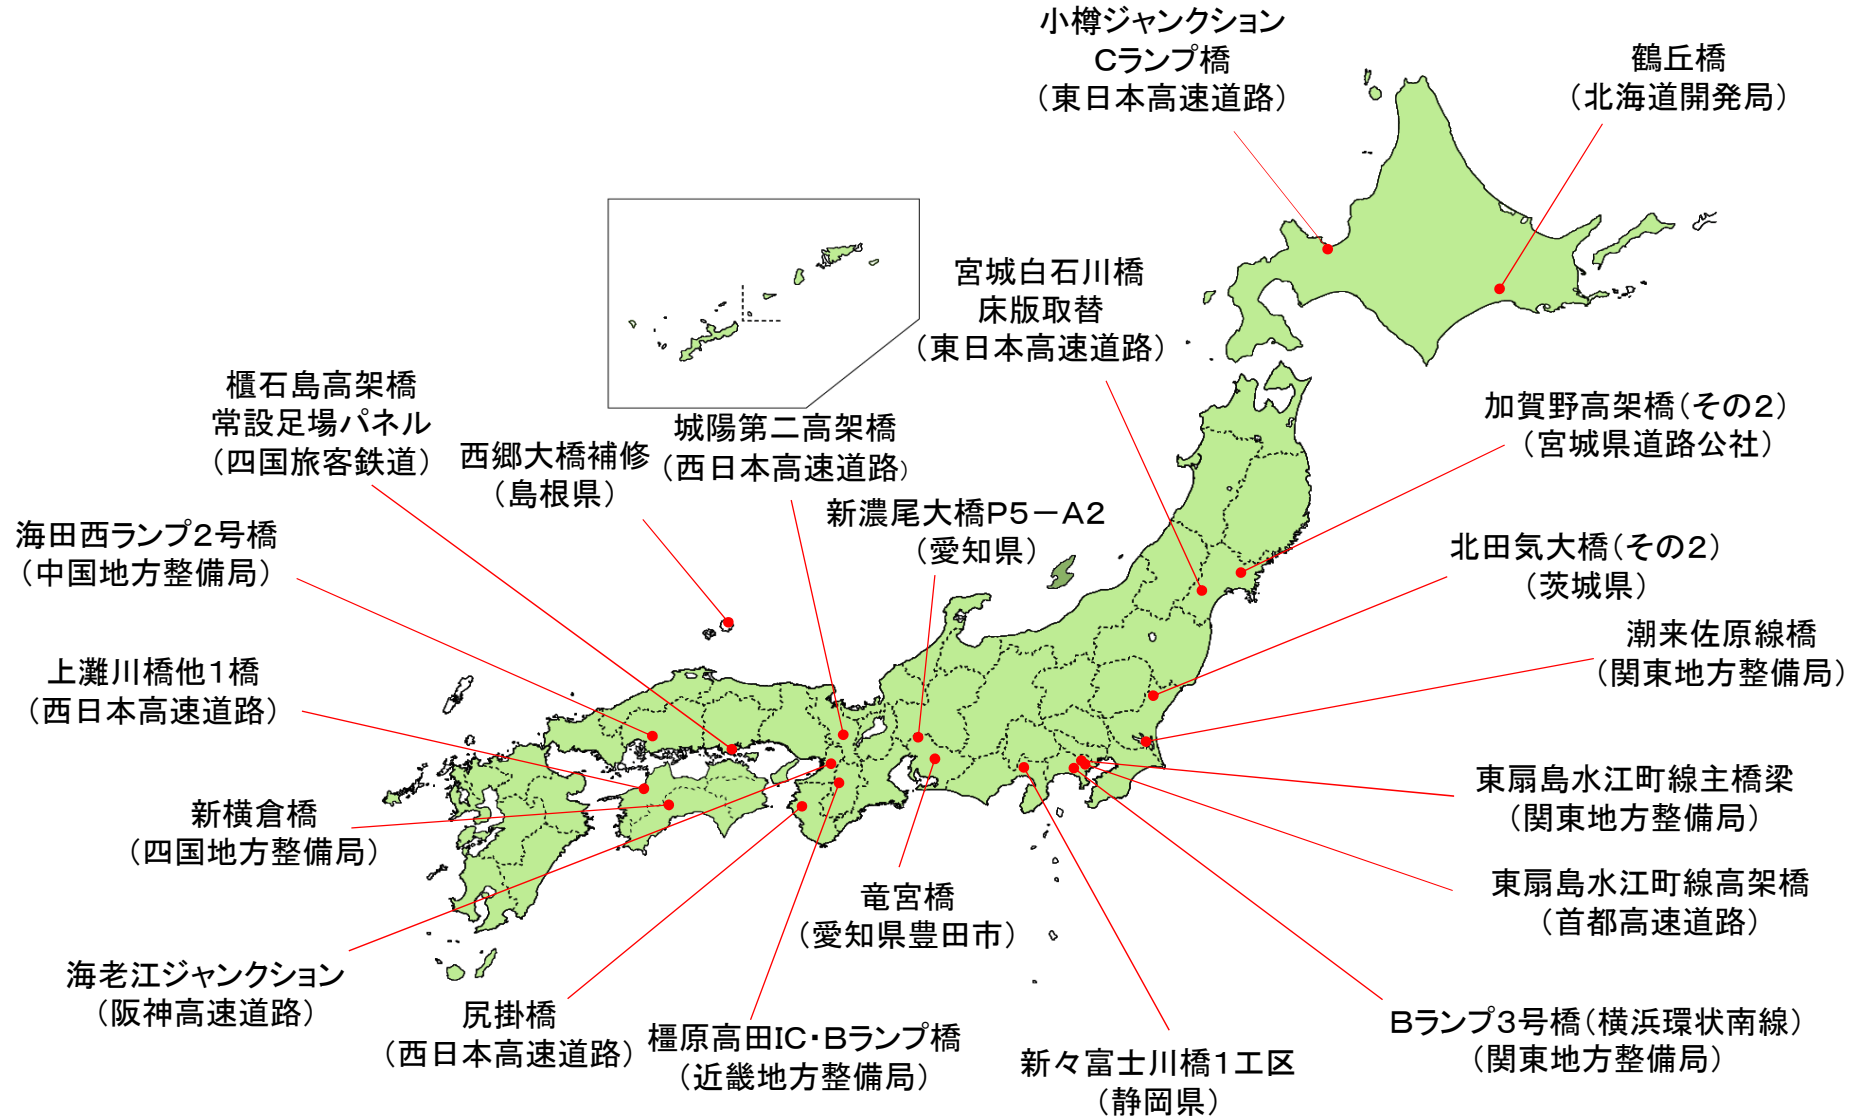 小樽ジャンクション
Cランプ橋
（東日本高速道路）
鶴丘橋
（北海道開発局）
宮城白石川橋
床版取替
（東日本高速道路）
櫃石島高架橋
常設足場パネル
（四国旅客鉄道）
西郷大橋補修
（島根県）
城陽第二高架橋
（西日本高速道路）
加賀野高架橋（その2）
（宮城県道路公社）
新濃尾大橋P5－A2
（愛知県）
海田西ランプ2号橋
（中国地方整備局）
北田気大橋（その2）
（茨城県）
潮来佐原線橋
（関東地方整備局）
上灘川橋他1橋
（西日本高速道路）
新横倉橋
（四国地方整備局）
東扇島水江町線主橋梁
（関東地方整備局）
竜宮橋
（愛知県豊田市）
東扇島水江町線高架橋
（首都高速道路）
海老江ジャンクション
（阪神高速道路）
尻掛橋
（西日本高速道路）
橿原高田IC・Bランプ橋
（近畿地方整備局）
新々富士川橋1工区
（静岡県）
Bランプ3号橋（横浜環状南線）
（関東地方整備局）